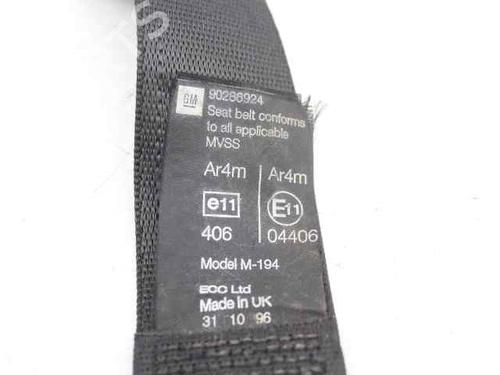 GM 90286924
Seat belt conforms
to all applicable
MVSS
Ar4m Ar4m
e11 E11
406 04406
Model M-194
ECC Ltd
Made in UK
31 10 96